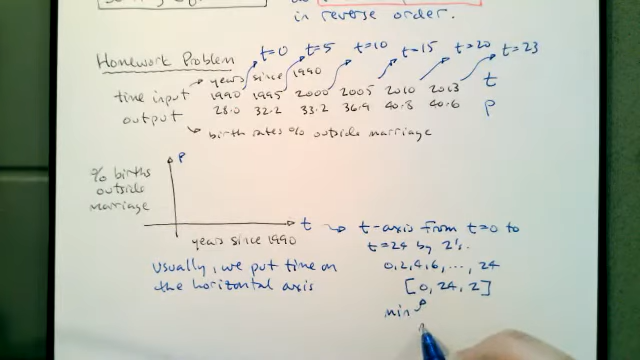 in reverse order.
Homework Problem
t=0 t=5 t=10 t=15 t=20 t=23
years since 1990
time input 1990 1995 2000 2005 2010 2013 t
output 28.0 32.2 33.2 36.9 40.8 40.6 P
birth rates % outside marriage
P
% births
outside
marriage
t
years since 1990
t-axis from t=0 to
t=24 by 2's.
0,2,4,6,..., 24
[0, 24, 2]
min
Usually, we put time on
the horizontal axis